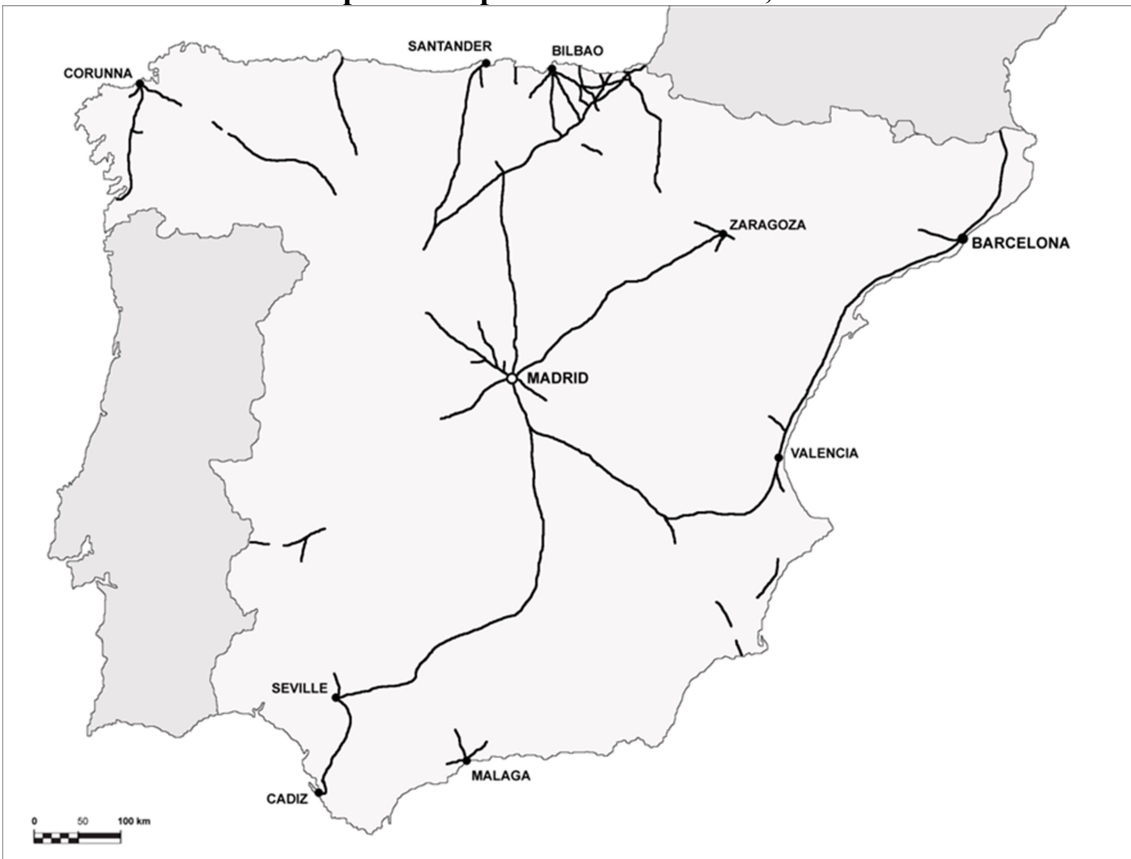 SANTANDER
BILBAO
CORUNNA
ZARAGOZA
BARCELONA
MADRID
VALENCIA
SEVILLE
MALAGA
CADIZ
0 50 100 km